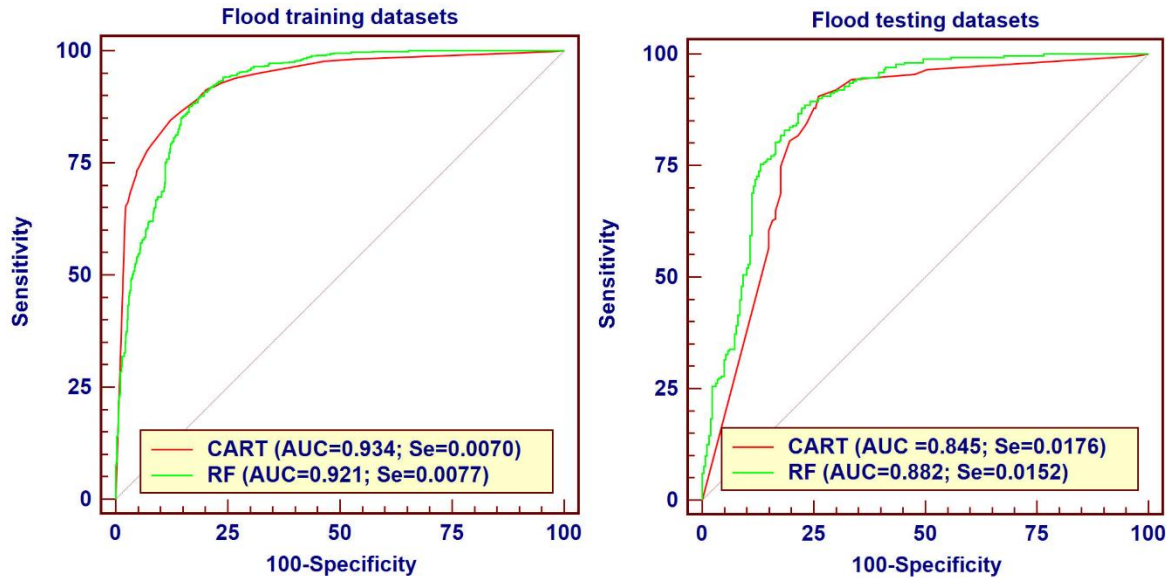 Flood training datasets
100
75
50
25
0
Sensitivity
CART (AUC=0.934; Se=0.0070)
RF (AUC=0.921; Se=0.0077)
0 25 50 75 100
100-Specificity
Flood testing datasets
100
75
50
25
0
Sensitivity
CART (AUC =0.845; Se=0.0176)
RF (AUC=0.882; Se=0.0152)
0 25 50 75 100
100-Specificity